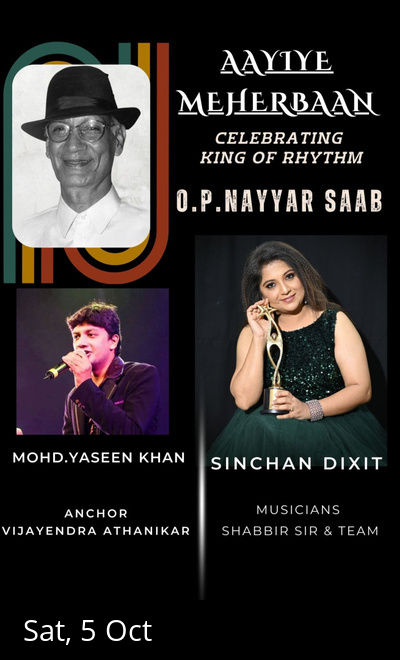 AAYIYE
MEHERBAAN
CELEBRATING
KING OF RHYTHM
O.P.NAYYAR SAAB
MOHD.YASEEN KHAN
SINCHAN DIXIT
ANCHOR
VIJAYENDRA ATHANIKAR
MUSICIANS
SHABBIR SIR & TEAM
Sat, 5 Oct